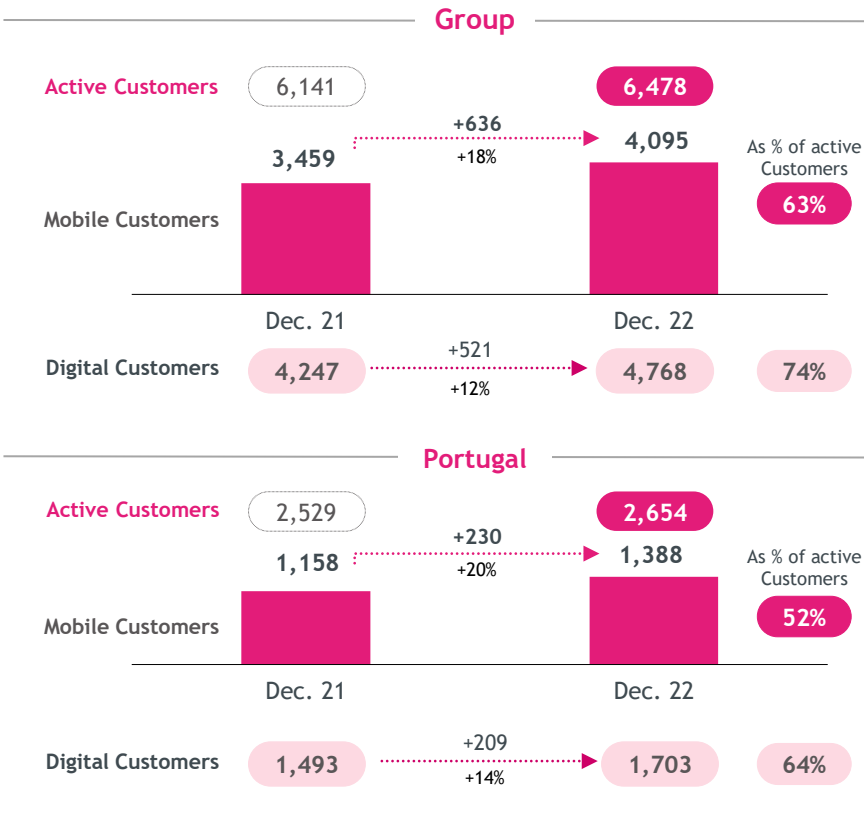 Group
Active Customers 6,141 6,478
+636
+18%
3,459 4,095
As % of active
Customers
63%
Mobile Customers
Dec. 21 Dec. 22
Digital Customers 4,247 +521 4,768 74%
+12%
Portugal
Active Customers 2,529 2,654
+230
+20%
1,158 1,388
As % of active
Customers
52%
Mobile Customers
Dec. 21 Dec. 22
Digital Customers 1,493 +209 1,703 64%
+14%